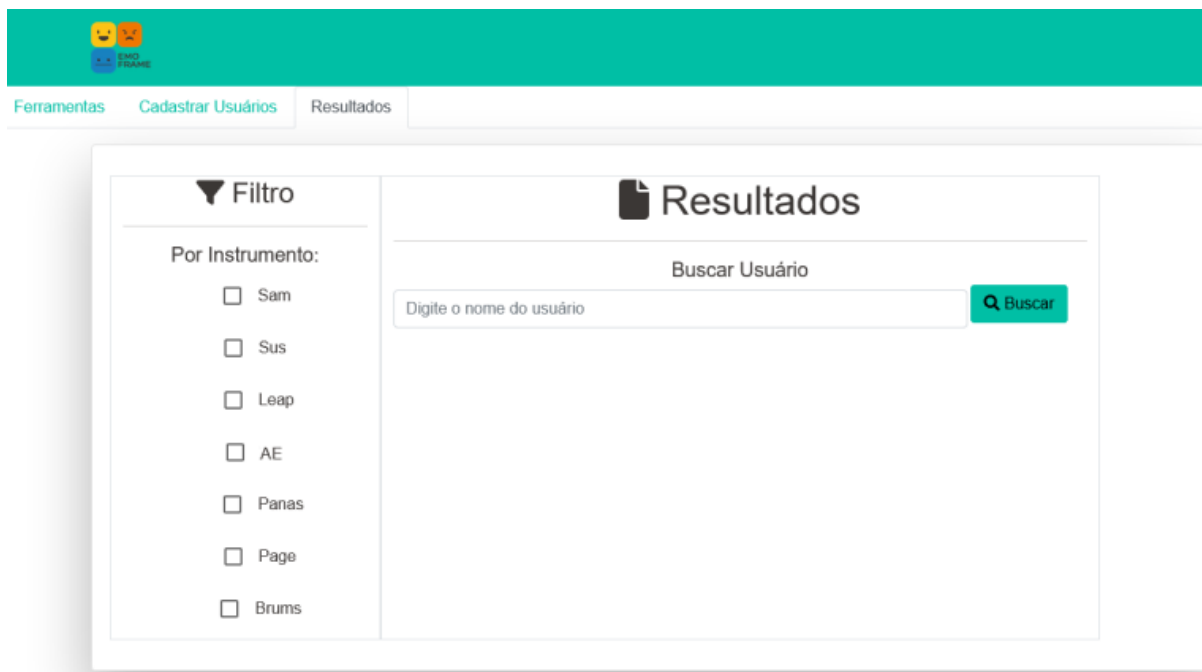 EMO
FRAME
Ferramentas Cadastrar Usuários Resultados
Filtro
Por Instrumento:
Sam
Sus
Leap
AE
Panas
Page
Brums
Resultados
Buscar Usuário
Digite o nome do usuário
Buscar